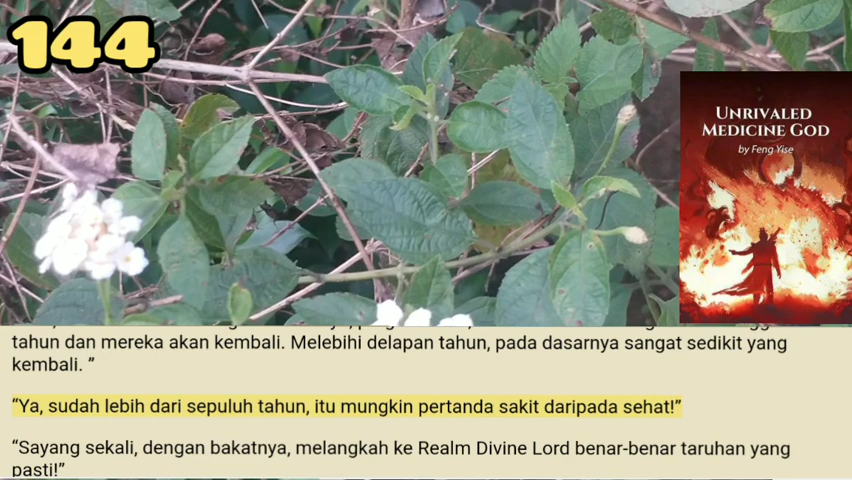 144
UNRIVALED
MEDICINE GOD
by Feng Yise
tahun dan mereka akan kembali. Melebihi delapan tahun, pada dasarnya sangat sedikit yang
kembali. ”
“Ya, sudah lebih dari sepuluh tahun, itu mungkin pertanda sakit daripada sehat!”
“Sayang sekali, dengan bakatnya, melangkah ke Realm Divine Lord benar-benar taruhan yang
pasti!”